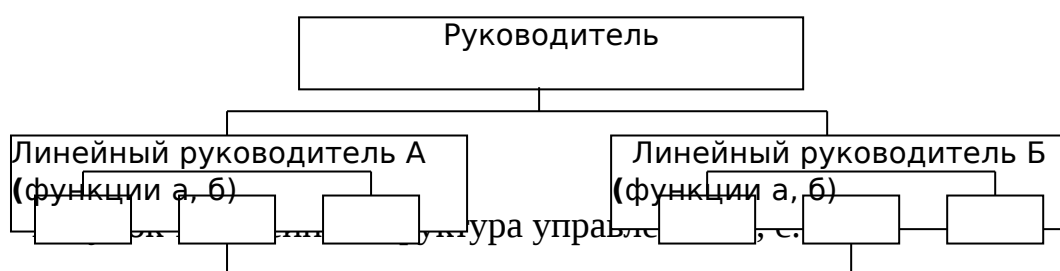 Руководитель
Линейный руководитель А
Линейный руководитель Б
(функции а, б)
(функции а, б)